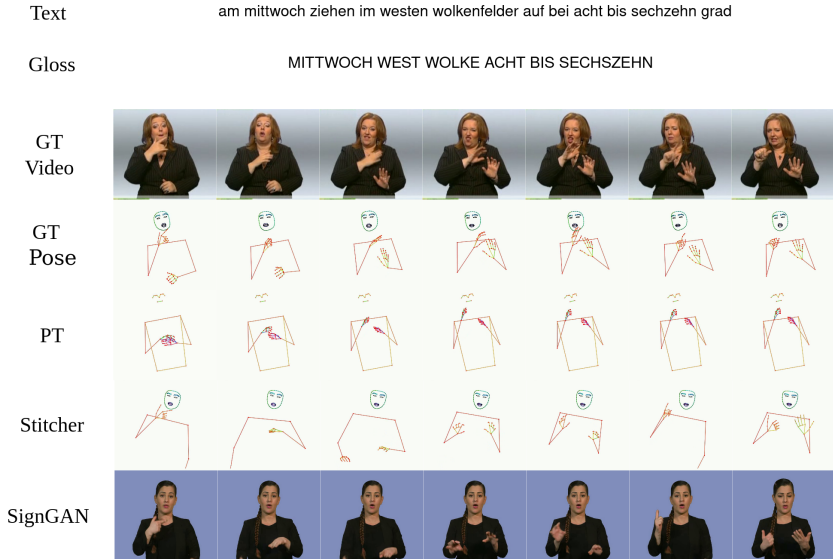 Text
am mittwoch ziehen im westen wolkenfelder auf bei acht bis sechzehn grad
Gloss
MITTWOCH WEST WOLKE ACHT BIS SECHSZEHN
GT
Video
GT
Pose
PT
Stitcher
SignGAN